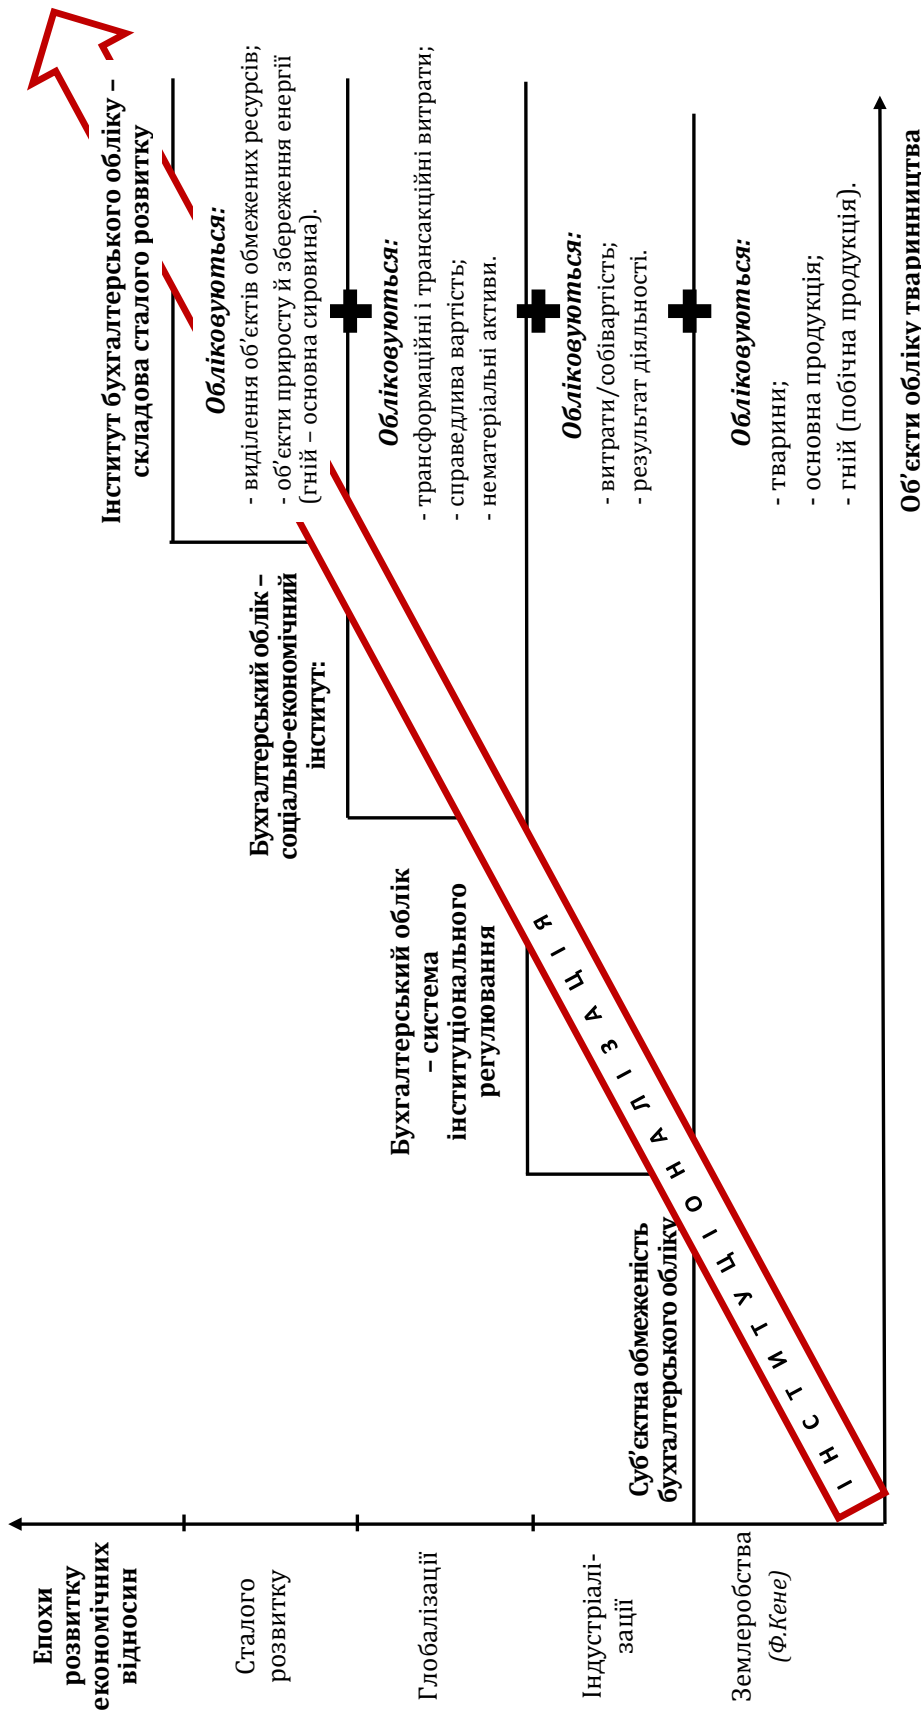 Епохи
розвитку
економічних
відносин
Сталого
розвитку
Глобалізації
Індустріалі-
зації
Землеробства
(Ф.Кене)
Інститут бухгалтерського обліку –
складова сталого розвитку
Обліковуються:
- виділення об’єктів обмежених ресурсів;
- об’єкти приросту й збереження енергії
(гній – основна сировина).
Бухгалтерський облік –
соціально-економічний
інститут:
Обліковуються:
- трансформаційні і трансакційні витрати;
- справедлива вартість;
- нематеріальні активи.
Бухгалтерський облік
– система
інституціонального
регулювання
Обліковуються:
- витрати/собівартість;
- результат діяльності.
Суб’єктна обмеженість
бухгалтерського обліку
Обліковуються:
- тварини;
- основна продукція;
- гній (побічна продукція).
І Н С Т И Т У Ц І О Н А Л І З А Ц І Я
Об’єкти обліку тваринництва